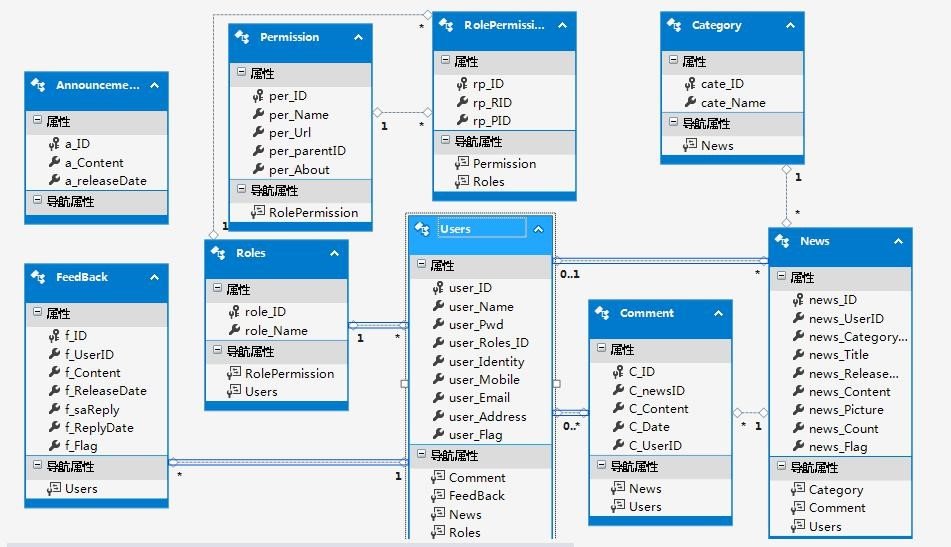 Announceme...
属性
a_ID
a_Content
a_releaseDate
导航属性
Permission
属性
per_ID
per_Name
per_Url
per_parentID
per_About
导航属性
RolePermission
RolePermissi...
属性
rp_ID
rp_RID
rp_PID
导航属性
Permission
Roles
Category
属性
cate_ID
cate_Name
导航属性
News
FeedBack
属性
f_ID
f_UserID
f_Content
f_ReleaseDate
f_saReply
f_ReplyDate
f_Flag
导航属性
Users
Roles
属性
role_ID
role_Name
导航属性
RolePermission
Users
Users
属性
user_ID
user_Name
user_Pwd
user_Roles_ID
user_Identity
user_Mobile
user_Email
user_Address
user_Flag
导航属性
Comment
FeedBack
News
Roles
Comment
属性
C_ID
C_newsID
C_Content
C_Date
C_UserID
导航属性
News
Users
News
属性
news_ID
news_UserID
news_Category...
news_Title
news_Release...
news_Content
news_Picture
news_Count
news_Flag
导航属性
Category
Comment
Users
*
1
1
*
1
*
0..1
*
1
*
0..*
*
1
*
1